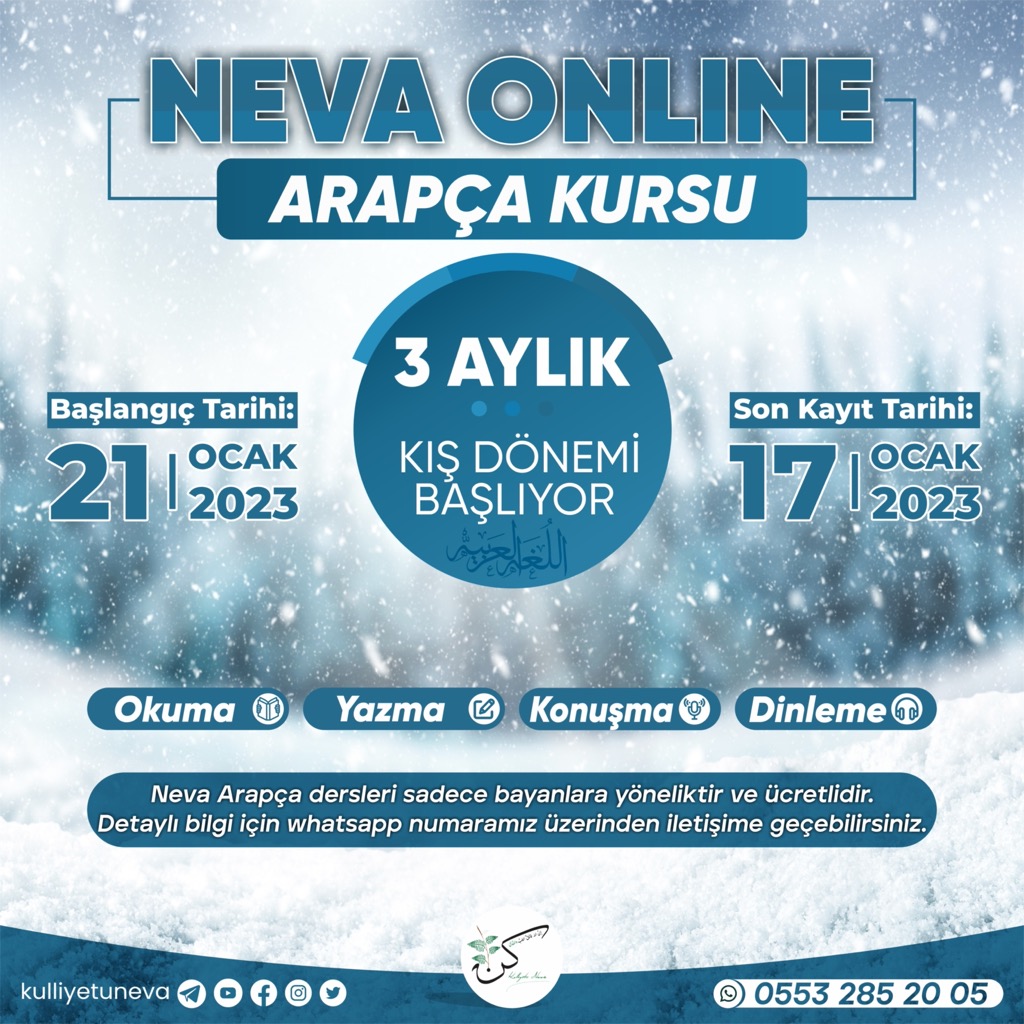 NEVA ONLINE
ARAPÇA KURSU
3 AYLIK
KIŞ DÖNEMİ
BAŞLIYOR
اللغة العربية
Başlangıç Tarihi:
21 OCAK
2023
Son Kayıt Tarihi:
17 OCAK
2023
Okuma
Yazma
Konuşma
Dinleme
Neva Arapça dersleri sadece bayanlara yöneliktir ve ücretlidir.
Detaylı bilgi için whatsapp numaramız üzerinden iletişime geçebilirsiniz.
kulliyetuneva
0553 285 20 05